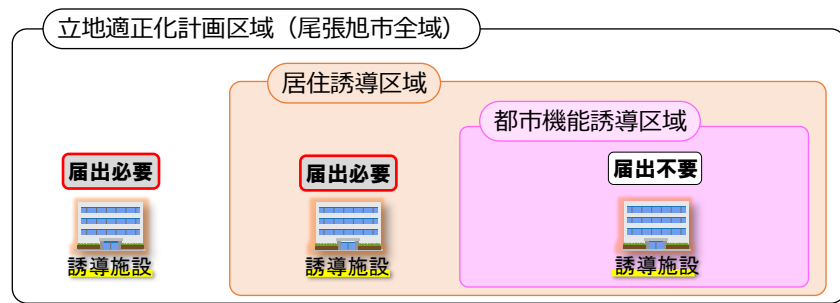 立地適正化計画区域（尾張旭市全域）
居住誘導区域
都市機能誘導区域
届出必要
届出必要
届出不要
誘導施設
誘導施設
誘導施設